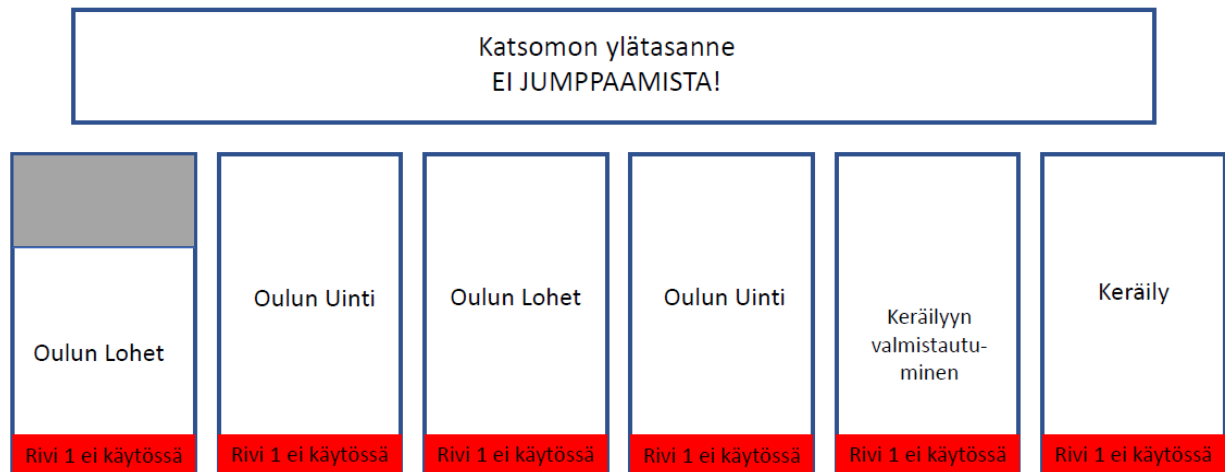 Katsomon ylätasanne
EI JUMPPAAMISTA!
Oulun Lohet
Oulun Uinti
Oulun Lohet
Oulun Uinti
Keräilyyn
valmistautu-
minen
Keräily
Rivi 1 ei käytössä
Rivi 1 ei käytössä
Rivi 1 ei käytössä
Rivi 1 ei käytössä
Rivi 1 ei käytössä
Rivi 1 ei käytössä